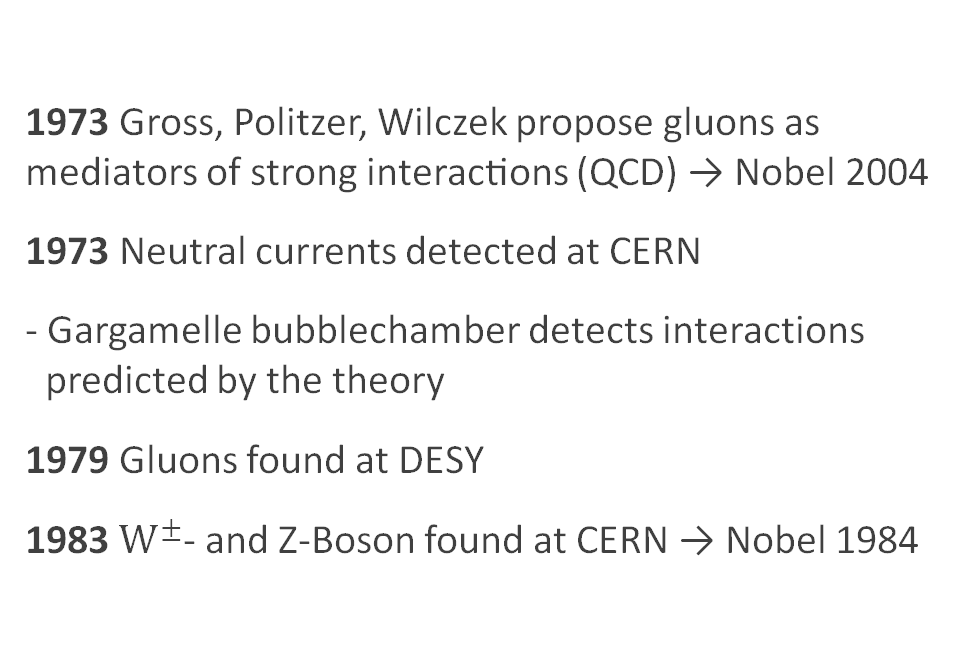 1973 Gross, Politzer, Wilczek propose gluons as
mediators of strong interactions (QCD) → Nobel 2004
1973 Neutral currents detected at CERN
- Gargamelle bubblechamber detects interactions
predicted by the theory
1979 Gluons found at DESY
1983 W±- and Z-Boson found at CERN → Nobel 1984